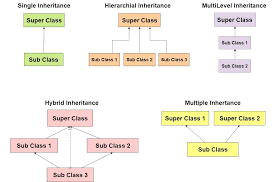 Single Inheritance
Super Class
Sub Class
Hierarchial Inheritance
Super Class
Sub Class 1
Sub Class 2
Sub Class 3
MultiLevel Inheritance
Super Class
Sub Class 1
Sub Class 2
Hybrid Inheritance
Super Class
Sub Class 1
Sub Class 2
Sub Class 3
Multiple Inheritance
Super Class 1
Super Class 2
Sub Class